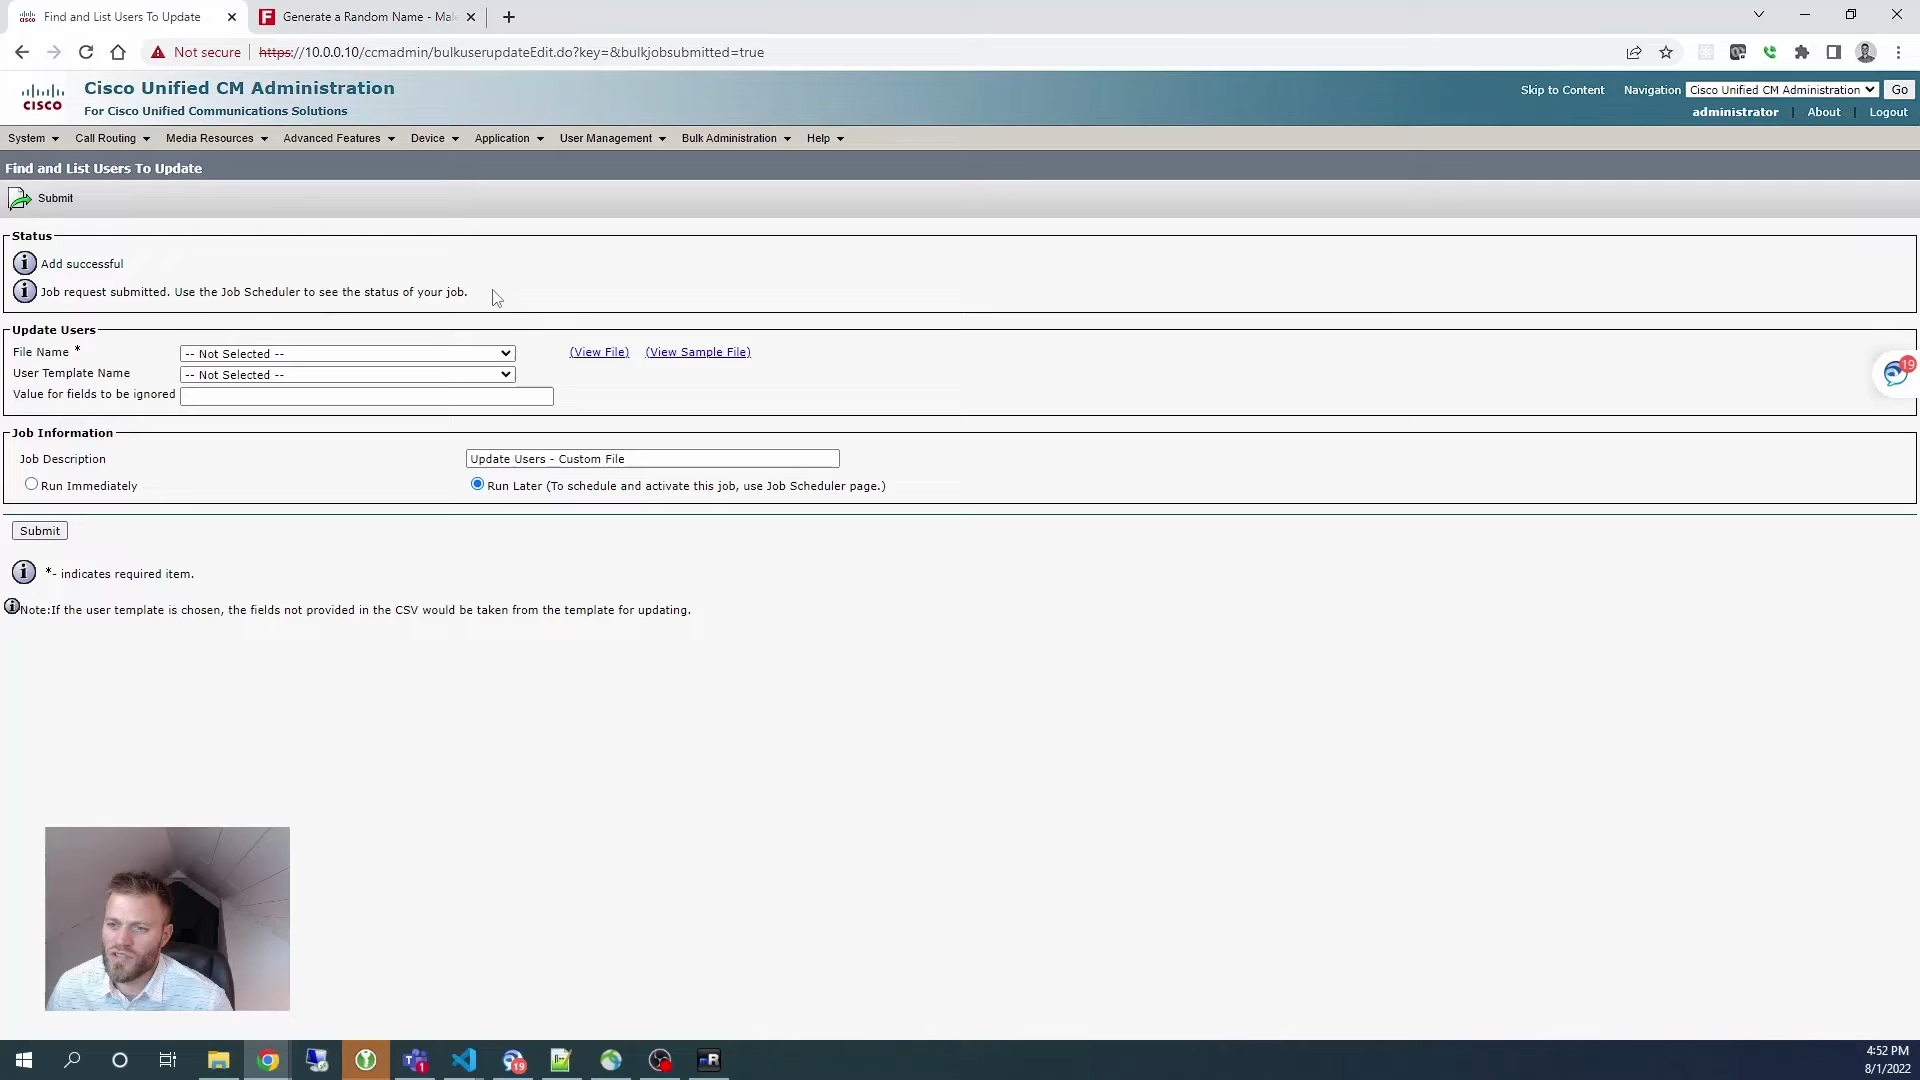 Find and List Users To Update
Generate a Random Name - Mal
Not secure
https://10.0.0.10/ccmadmin/bulkuserupdateEdit.do?key=&bulkjobsubmitted=true
CISCO
Cisco Unified CM Administration
For Cisco Unified Communications Solutions
Skip to Content
Navigation
Cisco Unified CM Administration
Go
administrator | About | Logout
System
Call Routing
Media Resources
Advanced Features
Device
Application
User Management
Bulk Administration
Help
Find and List Users To Update
Submit
Status
Add successful
Job request submitted. Use the Job Scheduler to see the status of your job.
Update Users
File Name *
-- Not Selected --
(View File)
(View Sample File)
User Template Name
-- Not Selected --
Value for fields to be ignored
19
Job Information
Job Description
Update Users - Custom File
Run Immediately
Run Later (To schedule and activate this job, use Job Scheduler page.)
Submit
*- indicates required item.
Note:If the user template is chosen, the fields not provided in the CSV would be taken from the template for updating.
1
19
4:52 PM
8/1/2022